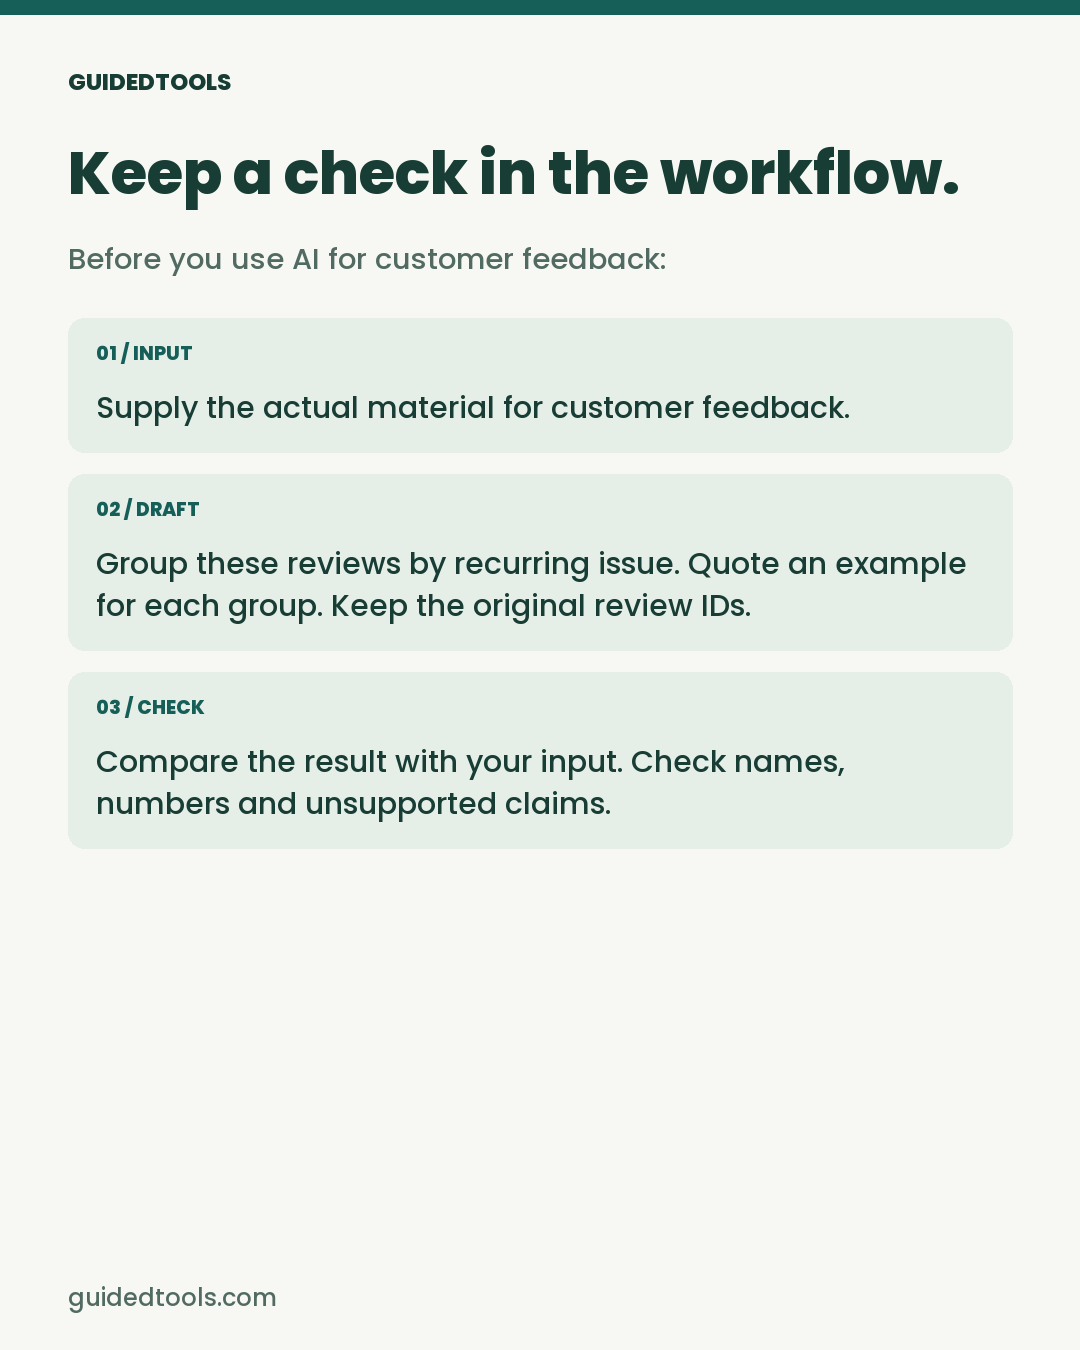 GUIDEDTOOLS
Keep a check in the workflow.
Before you use AI for customer feedback:
01 / INPUT
Supply the actual material for customer feedback.
02 / DRAFT
Group these reviews by recurring issue. Quote an example
for each group. Keep the original review IDs.
03 / CHECK
Compare the result with your input. Check names,
numbers and unsupported claims.
guidedtools.com